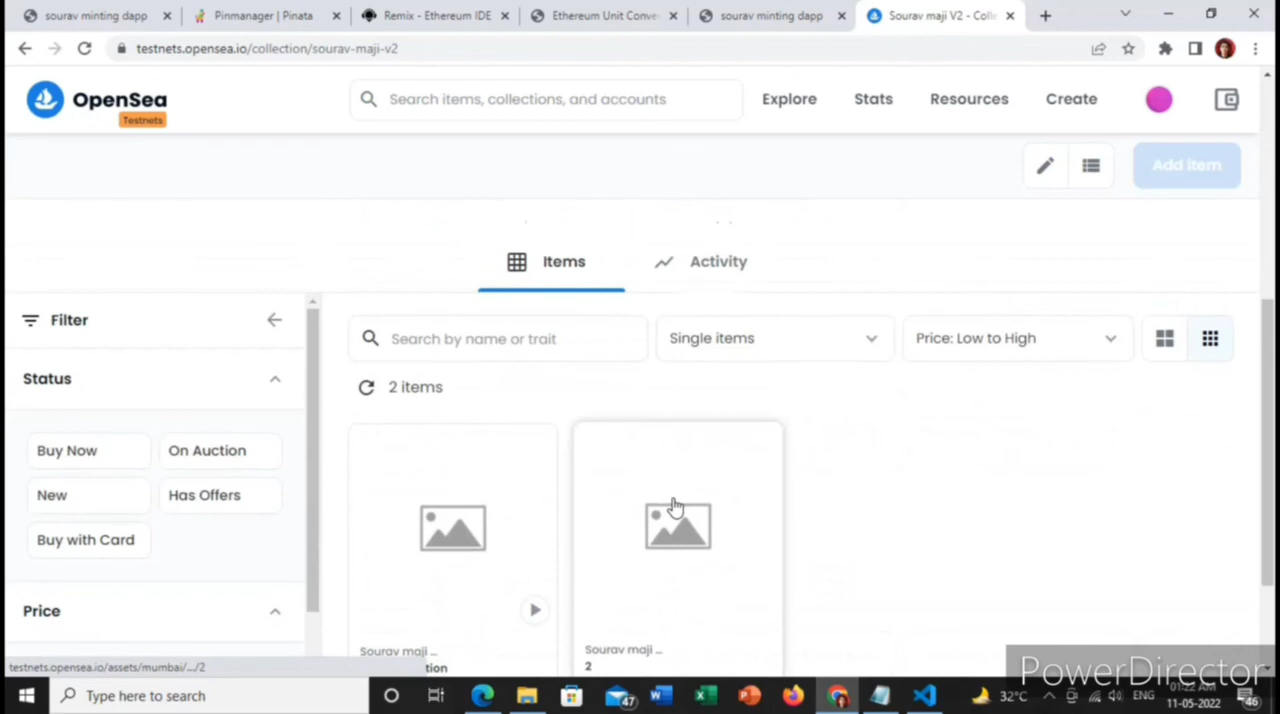 sourav minting dapp
Pinmanager | Pinata
Remix - Ethereum IDE
Ethereum Unit Conve
sourav minting dapp
Sourav maji V2 - Coll
testnets.opensea.io/collection/sourav-maji-v2
OpenSea
Testnets
Search items, collections, and accounts
Explore
Stats
Resources
Create
Add item
Items
Activity
Filter
Search by name or trait
Single items
Price: Low to High
Status
2 items
Buy Now
On Auction
New
Has Offers
Buy with Card
Price
Sourav maji ...
tion
Sourav maji ...
2
testnets.opensea.io/assets/mumbai/.../2
PowerDirector
Type here to search
47
32°C
ENG
01:22 AM
11-05-2022
46